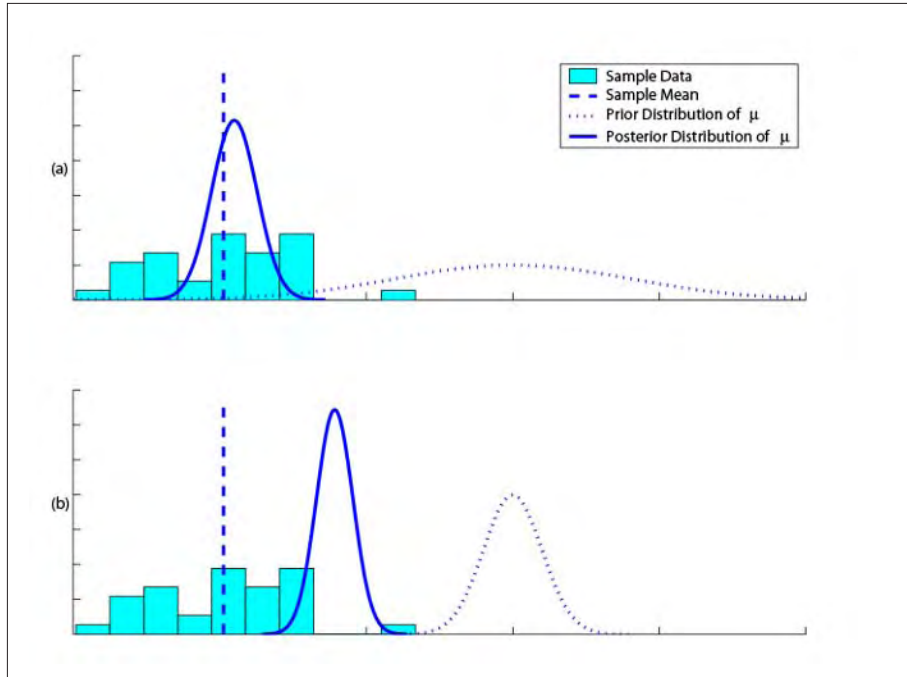 Sample Data
Sample Mean
Prior Distribution of μ
Posterior Distribution of μ
(a)
(b)